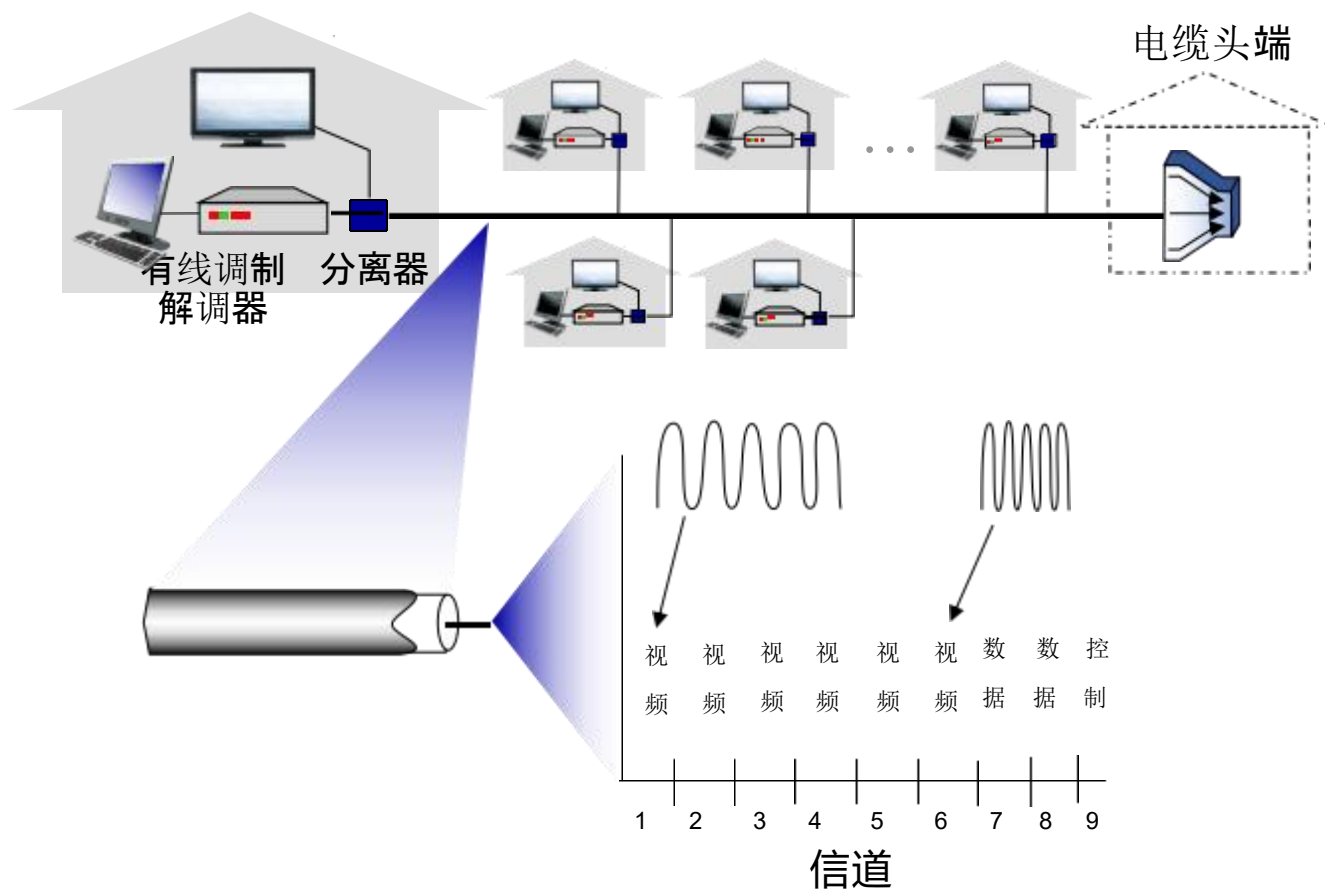 电缆头端
有线调制
解调器
分离器
...
视 视 视 视 视 视 数 数 控
频 频 频 频 频 频 据 据 制
1 2 3 4 5 6 7 8 9
信道